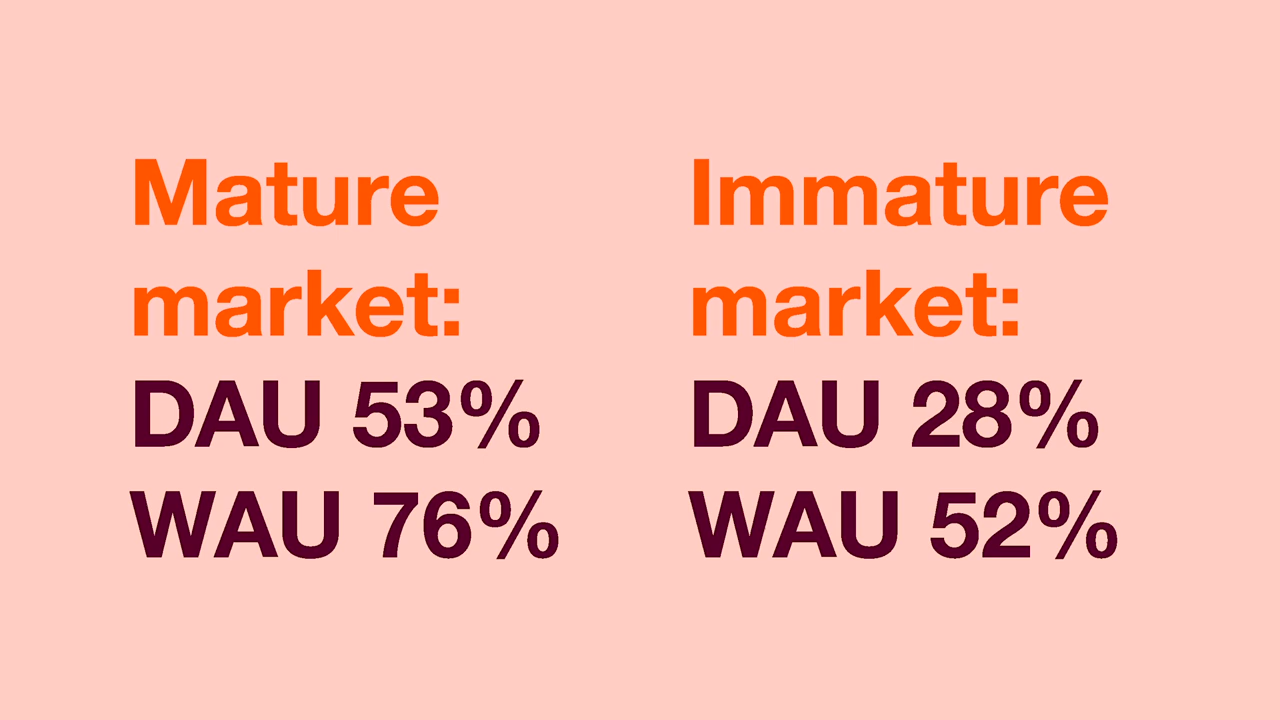 Mature
market:
DAU 53%
WAU 76%
Immature
market:
DAU 28%
WAU 52%